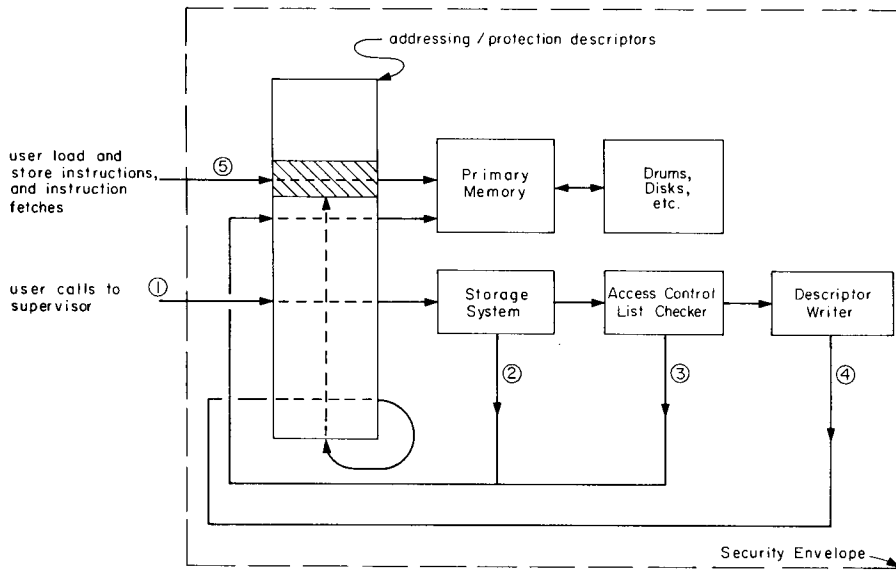 addressing / protection descriptors
user load and
store instructions,
and instruction
fetches
⑤
Primary
Memory
Drums,
Disks,
etc.
user calls to
supervisor
①
Storage
System
Access Control
List Checker
Descriptor
Writer
②
③
④
Security Envelope